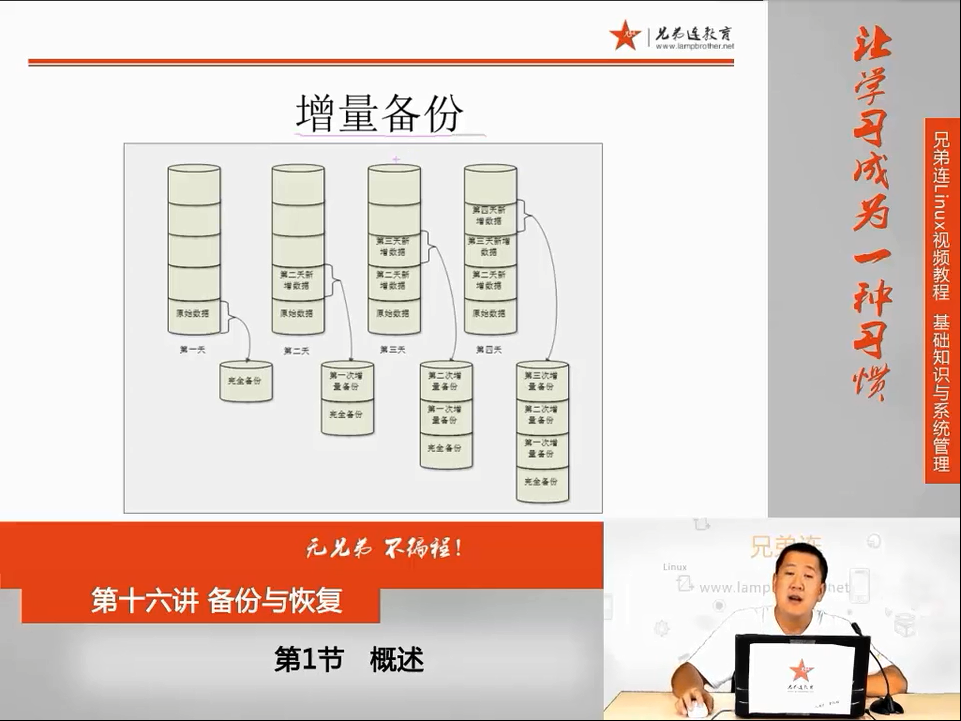 兄弟连教育
www.lampbrother.net
增量备份
第四天新
增数据
第三天新
增数据
第三天新增
数据
第二天新
增数据
第二天新
增数据
第二天新
增数据
原始数据
原始数据
原始数据
原始数据
第一天
第二天
第三天
第四天
完全备份
第一次增
量备份
完全备份
第二次增
量备份
第一次增
量备份
完全备份
第三次增
量备份
第二次增
量备份
第一次增
量备份
完全备份
让学习成为一种习惯
兄弟连Linux视频教程 基础知识与系统管理
无兄弟 不编程!
第十六讲 备份与恢复
第1节 概述
兄弟连
Linux
www.lamp
net